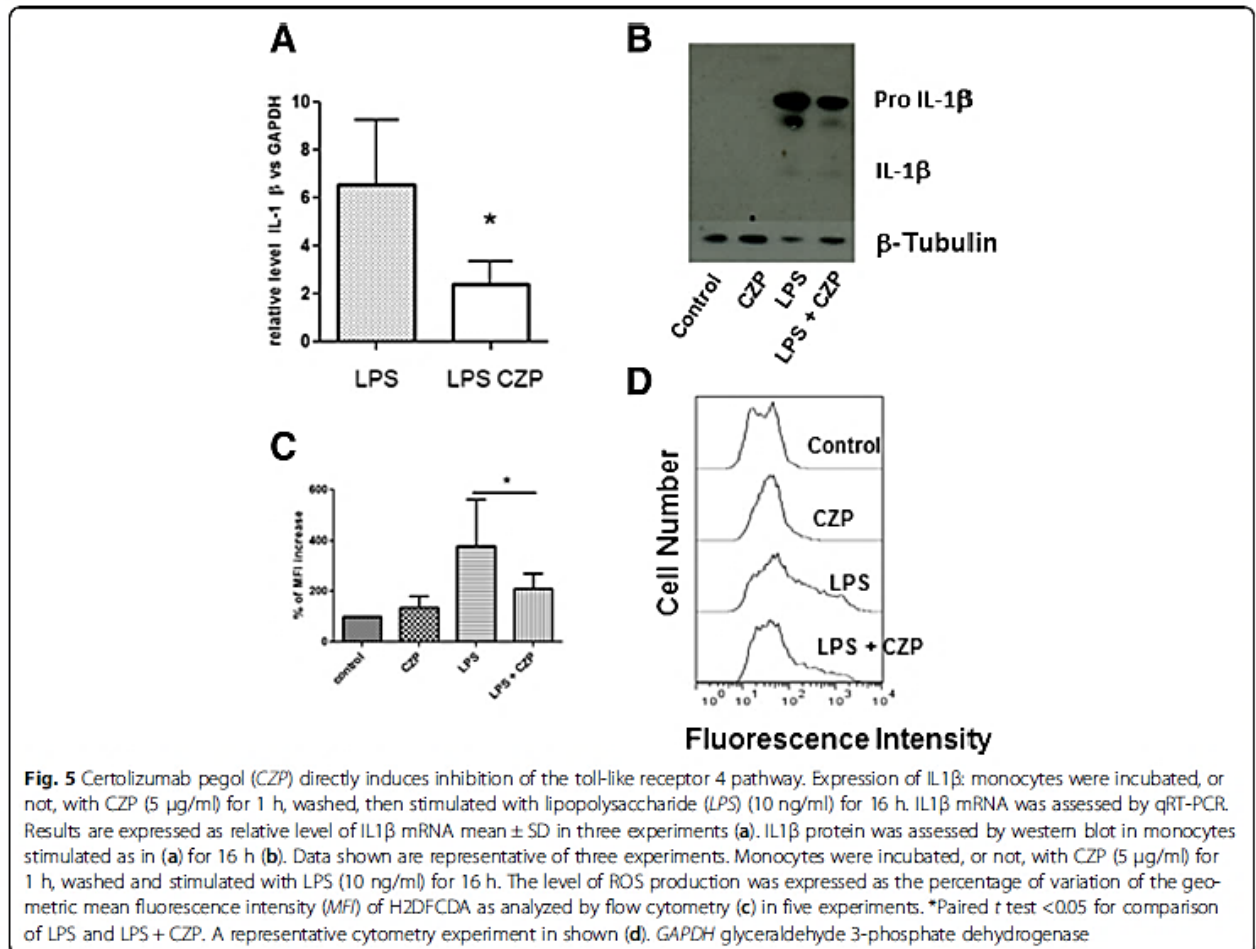 A
relative level IL-1 β vs GAPDH
10
8
6
4
2
0
*
LPS
LPS CZP
B
Pro IL-1β
IL-1β
β-Tubulin
Control
CZP
LPS
LPS + CZP
C
% of MFI increase
600
400
200
0
*
control
CZP
LPS
LPS + CZP
D
Cell Number
Control
CZP
LPS
LPS + CZP
10⁰ 10¹ 10² 10³ 10⁴
Fluorescence Intensity
Fig. 5 Certolizumab pegol (CZP) directly induces inhibition of the toll-like receptor 4 pathway. Expression of IL1β: monocytes were incubated, or
not, with CZP (5 μg/ml) for 1 h, washed, then stimulated with lipopolysaccharide (LPS) (10 ng/ml) for 16 h. IL1β mRNA was assessed by qRT-PCR.
Results are expressed as relative level of IL1β mRNA mean ± SD in three experiments (a). IL1β protein was assessed by western blot in monocytes
stimulated as in (a) for 16 h (b). Data shown are representative of three experiments. Monocytes were incubated, or not, with CZP (5 μg/ml) for
1 h, washed and stimulated with LPS (10 ng/ml) for 16 h. The level of ROS production was expressed as the percentage of variation of the geo-
metric mean fluorescence intensity (MFI) of H2DFCDA as analyzed by flow cytometry (c) in five experiments. *Paired t test <0.05 for comparison
of LPS and LPS + CZP. A representative cytometry experiment in shown (d). GAPDH glyceraldehyde 3-phosphate dehydrogenase